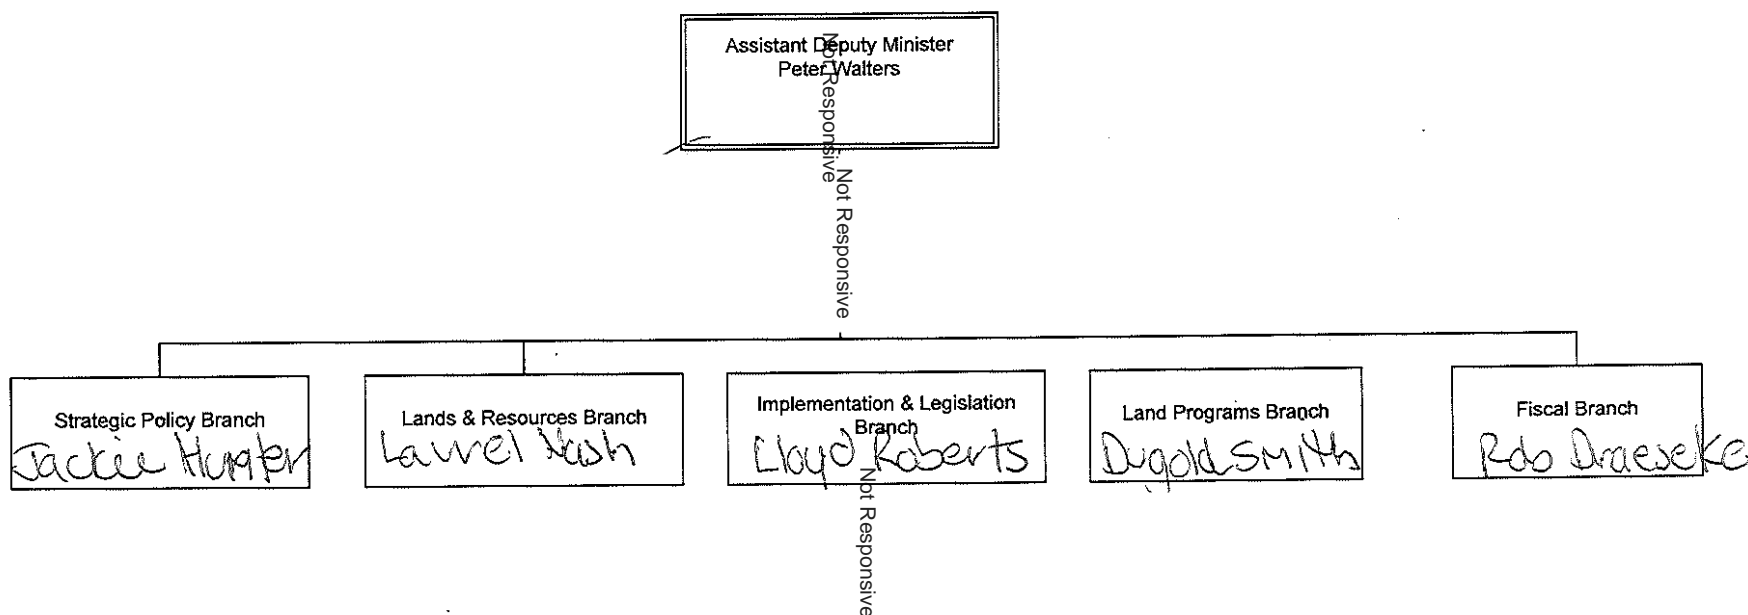 Assistant Deputy Minister
Peter Walters
Not Responsive
Not Responsive
Strategic Policy Branch
Jackie Hunter
Lands & Resources Branch
Laurel Nash
Implementation & Legislation
Branch
Lloyd Roberts
Land Programs Branch
Dugold Smith
Fiscal Branch
Rob Draeseke
Not Responsive